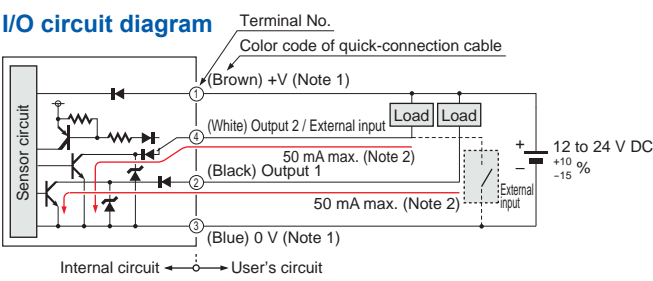 I/O circuit diagram
Terminal No.
Color code of quick-connection cable
(Brown) +V (Note 1)
1
Sensor circuit
Load
Load
(White) Output 2 / External input
4
50 mA max. (Note 2)
+
12 to 24 V DC
−
+10
−15 %
(Black) Output 1
2
External
input
50 mA max. (Note 2)
3
(Blue) 0 V (Note 1)
Internal circuit
User's circuit